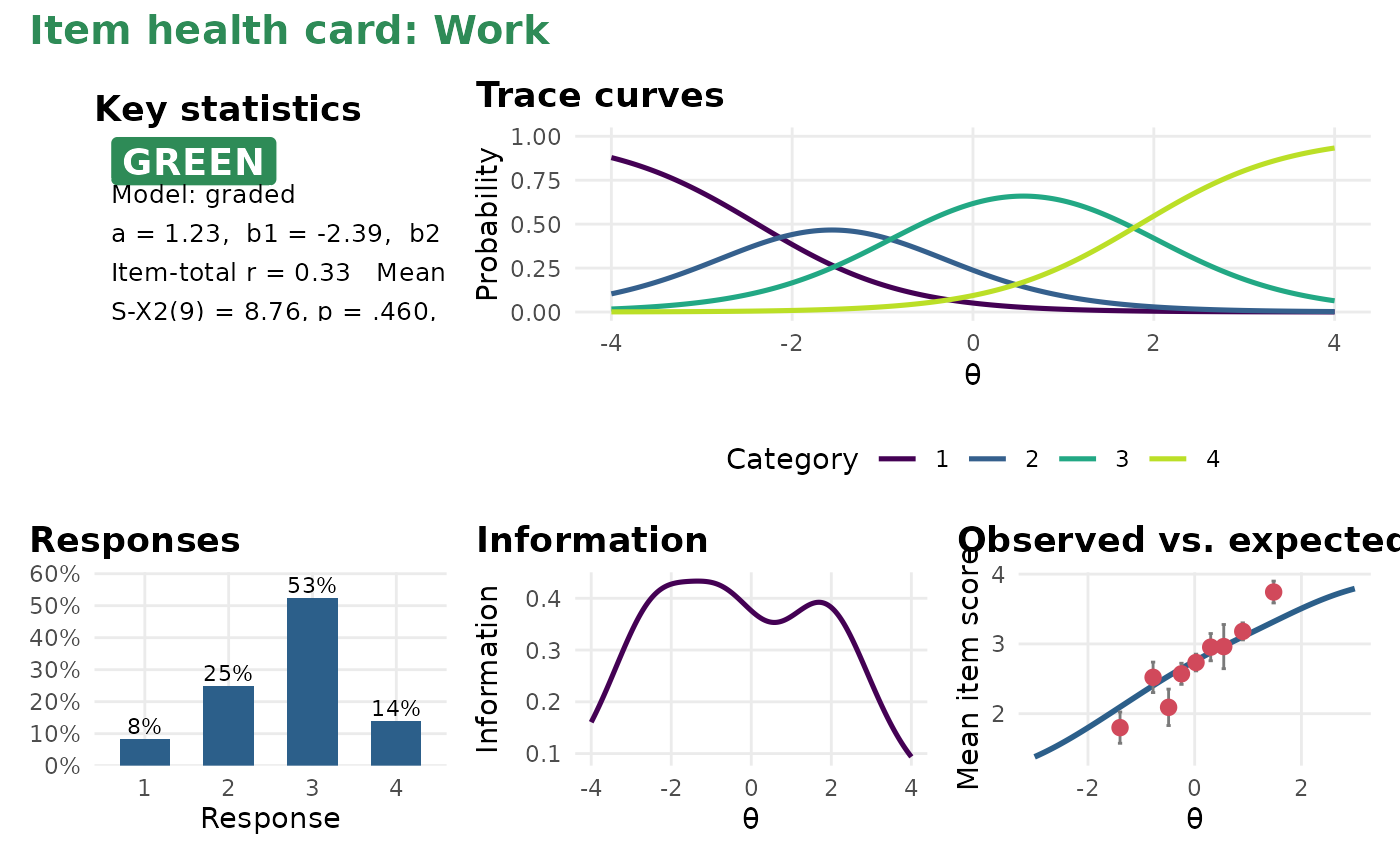 Item health card: Work
Key statistics
GREEN
Model: graded
a = 1.23,  b1 = -2.39,  b2
Item-total r = 0.33   Mean
S-X2(9) = 8.76, p = .460,
Trace curves
Probability
1.00
0.75
0.50
0.25
0.00
-4 -2 0 2 4
θ
Category 1 2 3 4
Responses
60%
50%
40%
30%
20%
10%
0%
8% 25% 53% 14%
1 2 3 4
Response
Information
Information
0.4
0.3
0.2
0.1
-4 -2 0 2 4
θ
Observed vs. expected
Mean item score
4
3
2
-2 0 2
θ